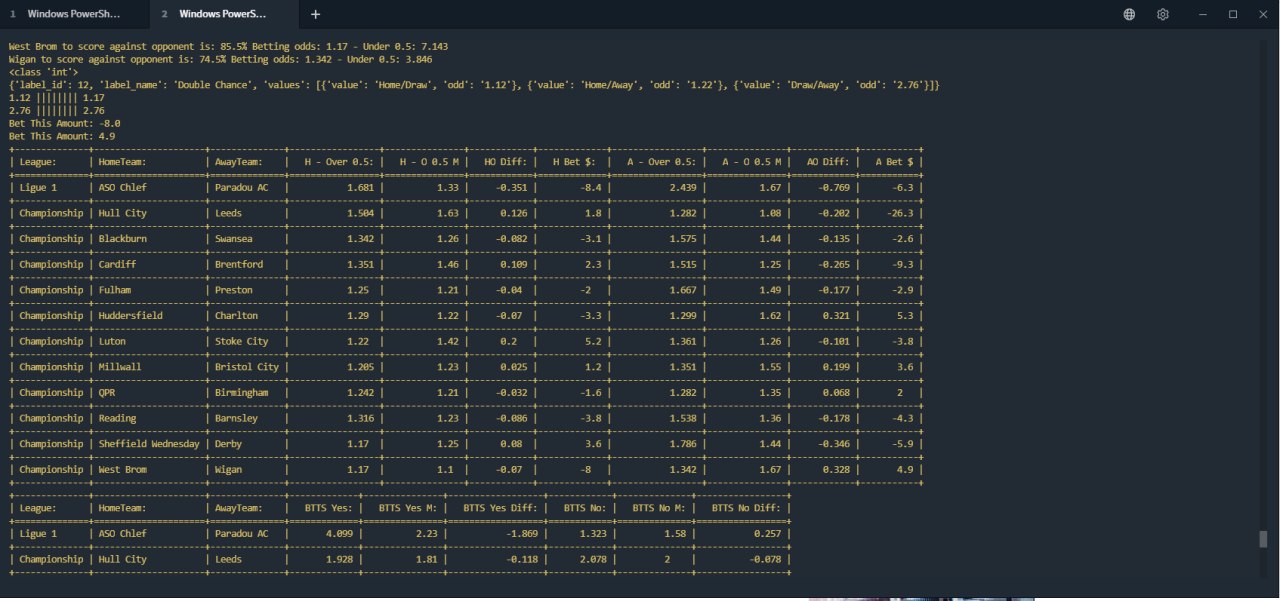 1 Windows PowerSh... 2 Windows PowerS... +
West Brom to score against opponent is: 85.5% Betting odds: 1.17 - Under 0.5: 7.143
Wigan to score against opponent is: 74.5% Betting odds: 1.342 - Under 0.5: 3.846
<class 'int'>
{'label_id': 12, 'label_name': 'Double Chance', 'values': [{'value': 'Home/Draw', 'odd': '1.12'}, {'value': 'Home/Away', 'odd': '1.22'}, {'value': 'Draw/Away', 'odd': '2.76'}]}
1.12 |||||||| 1.17
2.76 |||||||| 2.76
Bet This Amount: -8.0
Bet This Amount: 4.9
| League: | HomeTeam: | AwayTeam: | H - Over 0.5: | H - O 0.5 M | HO Diff: | H Bet $: | A - Over 0.5: | A - O 0.5 M | AO Diff: | A Bet $ |
| Ligue 1 | ASO Chlef | Paradou AC | 1.681 | 1.33 | -0.351 | -8.4 | 2.439 | 1.67 | -0.769 | -6.3 |
| Championship | Hull City | Leeds | 1.504 | 1.63 | 0.126 | 1.8 | 1.282 | 1.08 | -0.202 | -26.3 |
| Championship | Blackburn | Swansea | 1.342 | 1.26 | -0.082 | -3.1 | 1.575 | 1.44 | -0.135 | -2.6 |
| Championship | Cardiff | Brentford | 1.351 | 1.46 | 0.109 | 2.3 | 1.515 | 1.25 | -0.265 | -9.3 |
| Championship | Fulham | Preston | 1.25 | 1.21 | -0.04 | -2 | 1.667 | 1.49 | -0.177 | -2.9 |
| Championship | Huddersfield | Charlton | 1.29 | 1.22 | -0.07 | -3.3 | 1.299 | 1.62 | 0.321 | 5.3 |
| Championship | Luton | Stoke City | 1.22 | 1.42 | 0.2 | 5.2 | 1.361 | 1.26 | -0.101 | -3.8 |
| Championship | Millwall | Bristol City | 1.205 | 1.23 | 0.025 | 1.2 | 1.351 | 1.55 | 0.199 | 3.6 |
| Championship | QPR | Birmingham | 1.242 | 1.21 | -0.032 | -1.6 | 1.282 | 1.35 | 0.068 | 2 |
| Championship | Reading | Barnsley | 1.316 | 1.23 | -0.086 | -3.8 | 1.538 | 1.36 | -0.178 | -4.3 |
| Championship | Sheffield Wednesday | Derby | 1.17 | 1.25 | 0.08 | 3.6 | 1.786 | 1.44 | -0.346 | -5.9 |
| Championship | West Brom | Wigan | 1.17 | 1.1 | -0.07 | -8 | 1.342 | 1.67 | 0.328 | 4.9 |
| League: | HomeTeam: | AwayTeam: | BTTS Yes: | BTTS Yes M: | BTTS Yes Diff: | BTTS No: | BTTS No M: | BTTS No Diff: |
| Ligue 1 | ASO Chlef | Paradou AC | 4.099 | 2.23 | -1.869 | 1.323 | 1.58 | 0.257 |
| Championship | Hull City | Leeds | 1.928 | 1.81 | -0.118 | 2.078 | 2 | -0.078 |